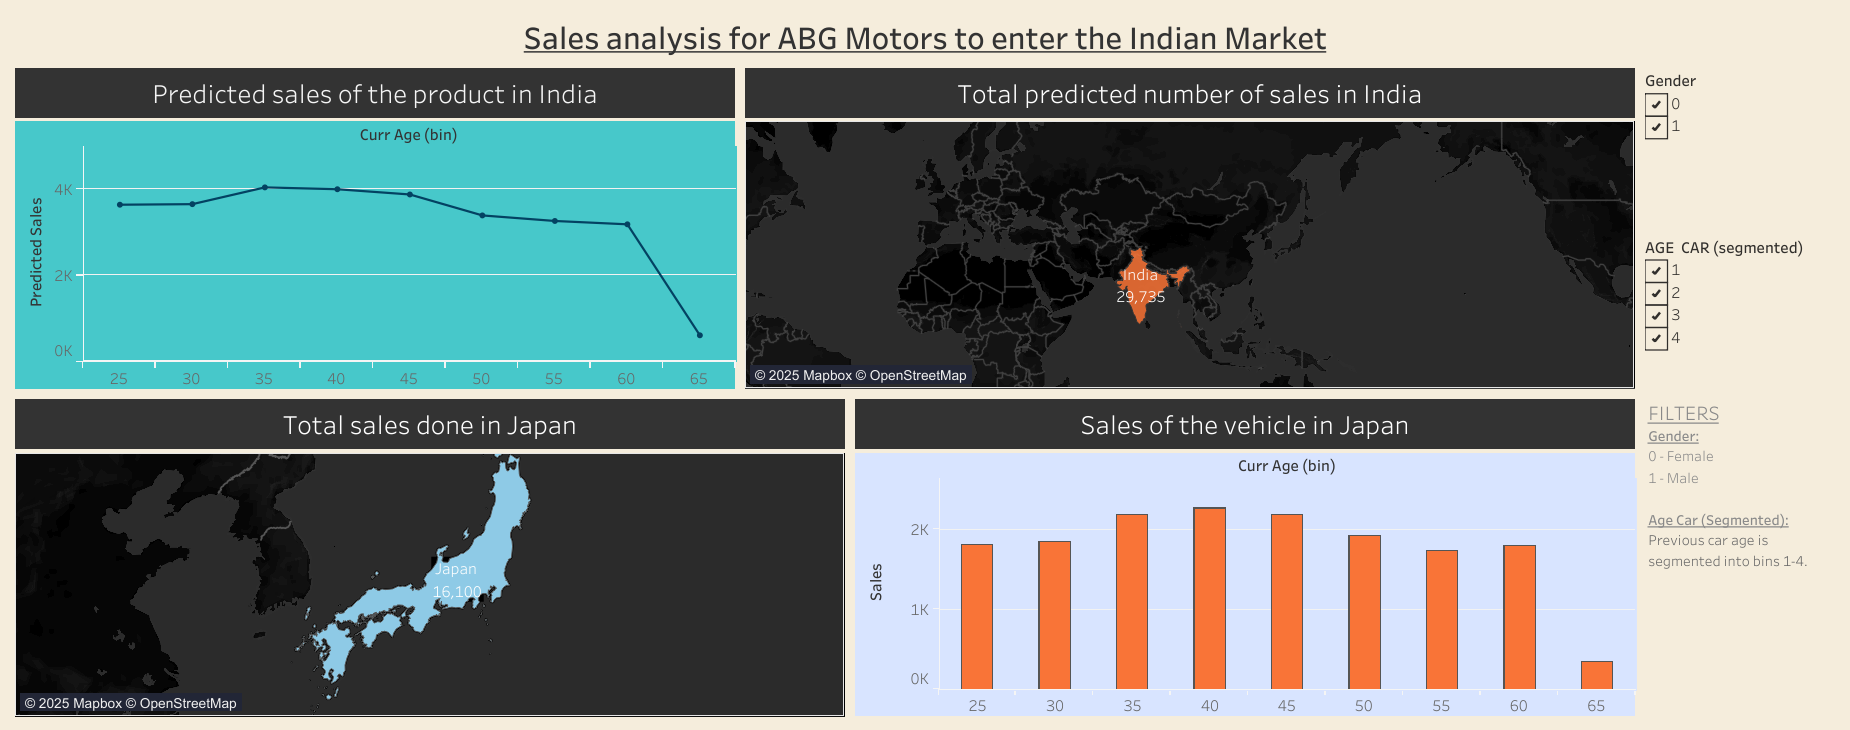 Sales analysis for ABG Motors to enter the Indian Market
Predicted sales of the product in India
Curr Age (bin)
Predicted Sales
4K
2K
0K
25 30 35 40 45 50 55 60 65
Total predicted number of sales in India
India
29,735
© 2025 Mapbox © OpenStreetMap
Gender
0
1
AGE CAR (segmented)
1
2
3
4
Total sales done in Japan
Japan
16,100
© 2025 Mapbox © OpenStreetMap
Sales of the vehicle in Japan
Curr Age (bin)
Sales
2K
1K
0K
25 30 35 40 45 50 55 60 65
FILTERS
Gender:
0 - Female
1 - Male
Age Car (Segmented):
Previous car age is
segmented into bins 1-4.